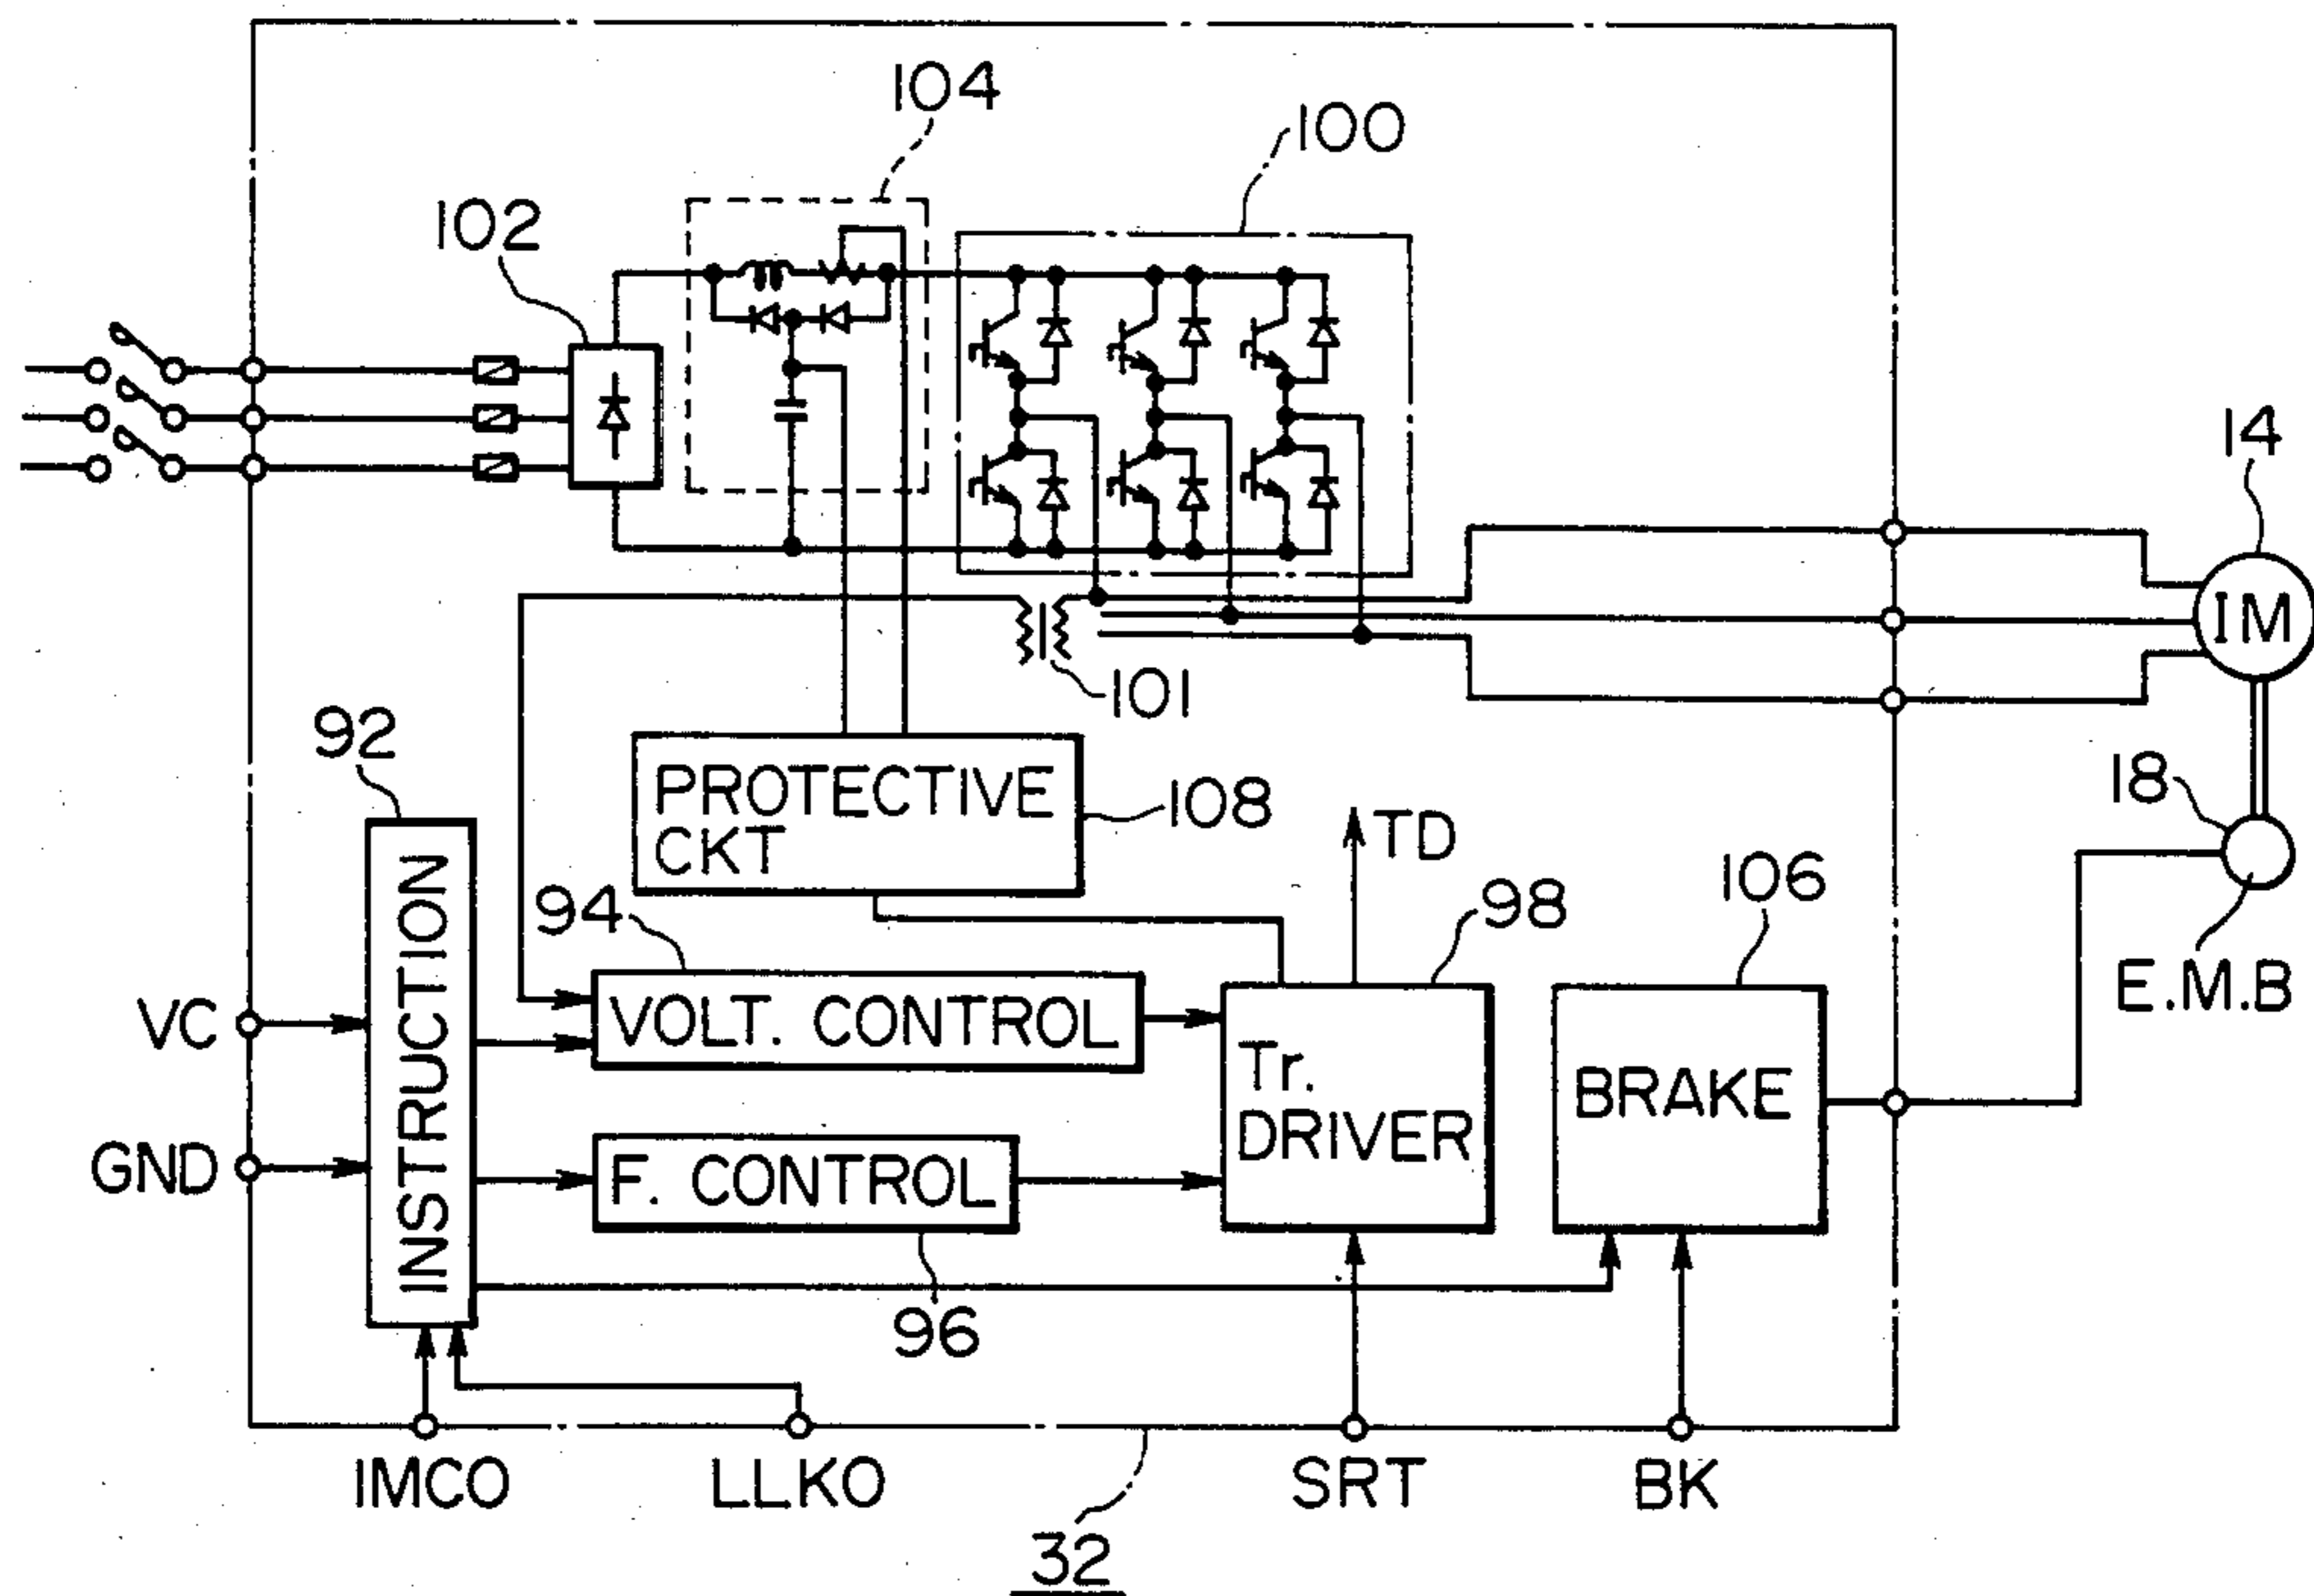 104
100
102
14
IM
101
92
PROTECTIVE
CKT
108
18
TD
94
98
106
E.M.B
VC
INSTRUCTION
VOLT. CONTROL
Tr.
DRIVER
BRAKE
GND
F. CONTROL
96
IMCO
LLKO
SRT
BK
32